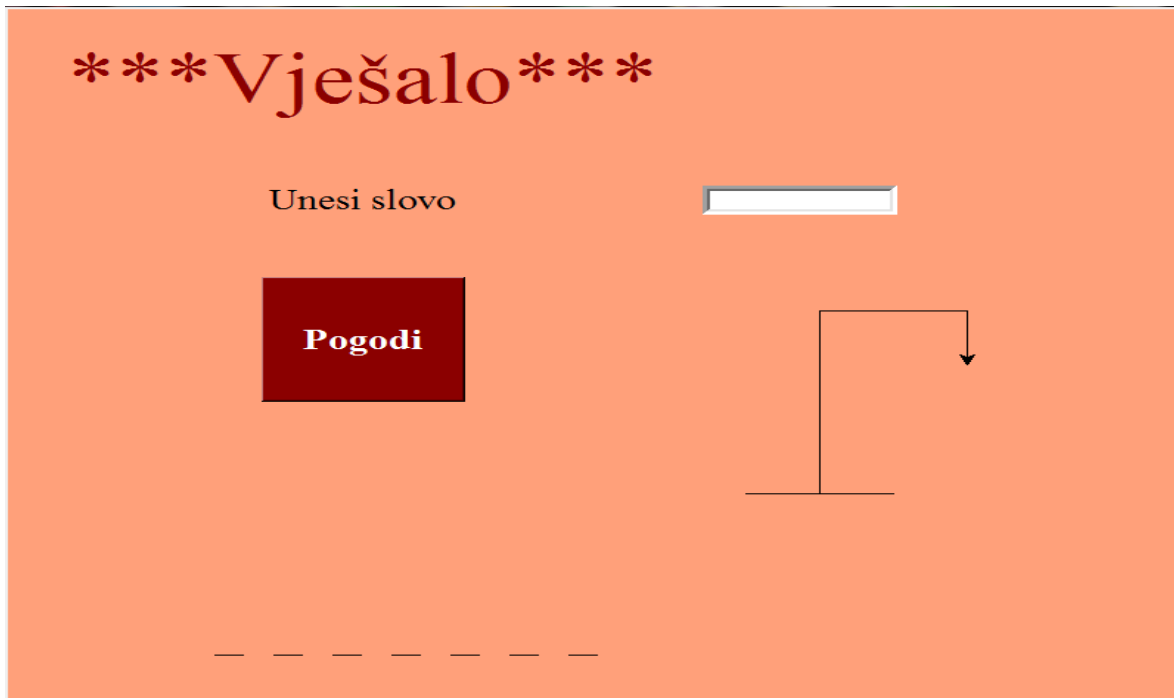 ***Vješalo***
Unesi slovo
Pogodi
_ _ _ _ _ _ _